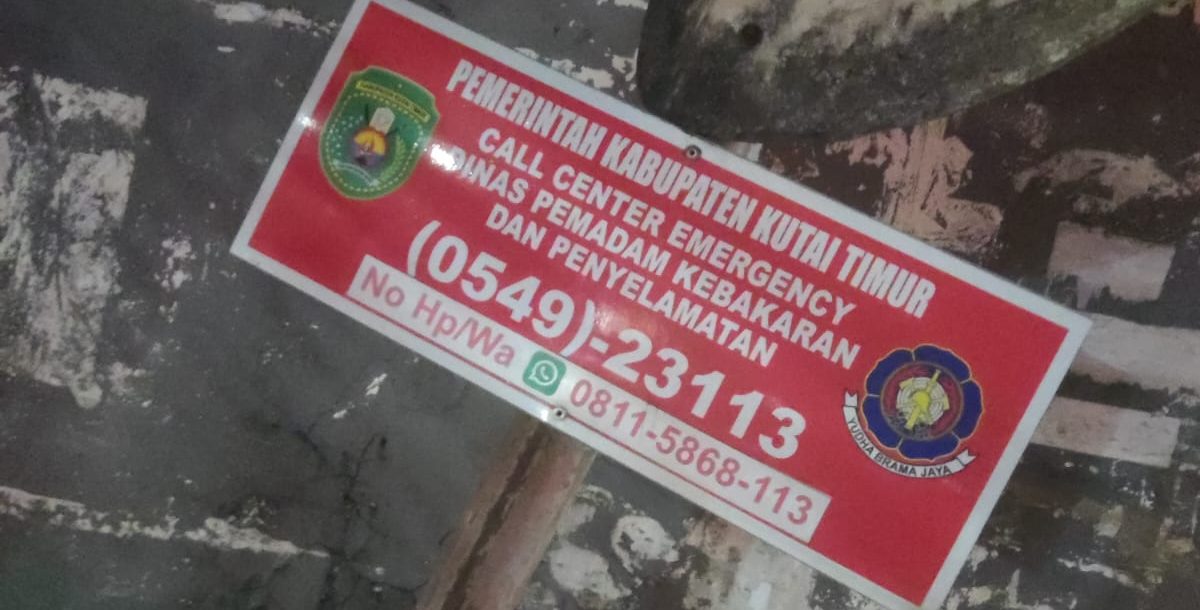 PEMERINTAH KABUPATEN KUTAI TIMUR
CALL CENTER EMERGENCY
DINAS PEMADAM KEBAKARAN
DAN PENYELAMATAN
(0549)-23113
No Hp/Wa 0811-5868-113
YUDHA BRAMA JAYA